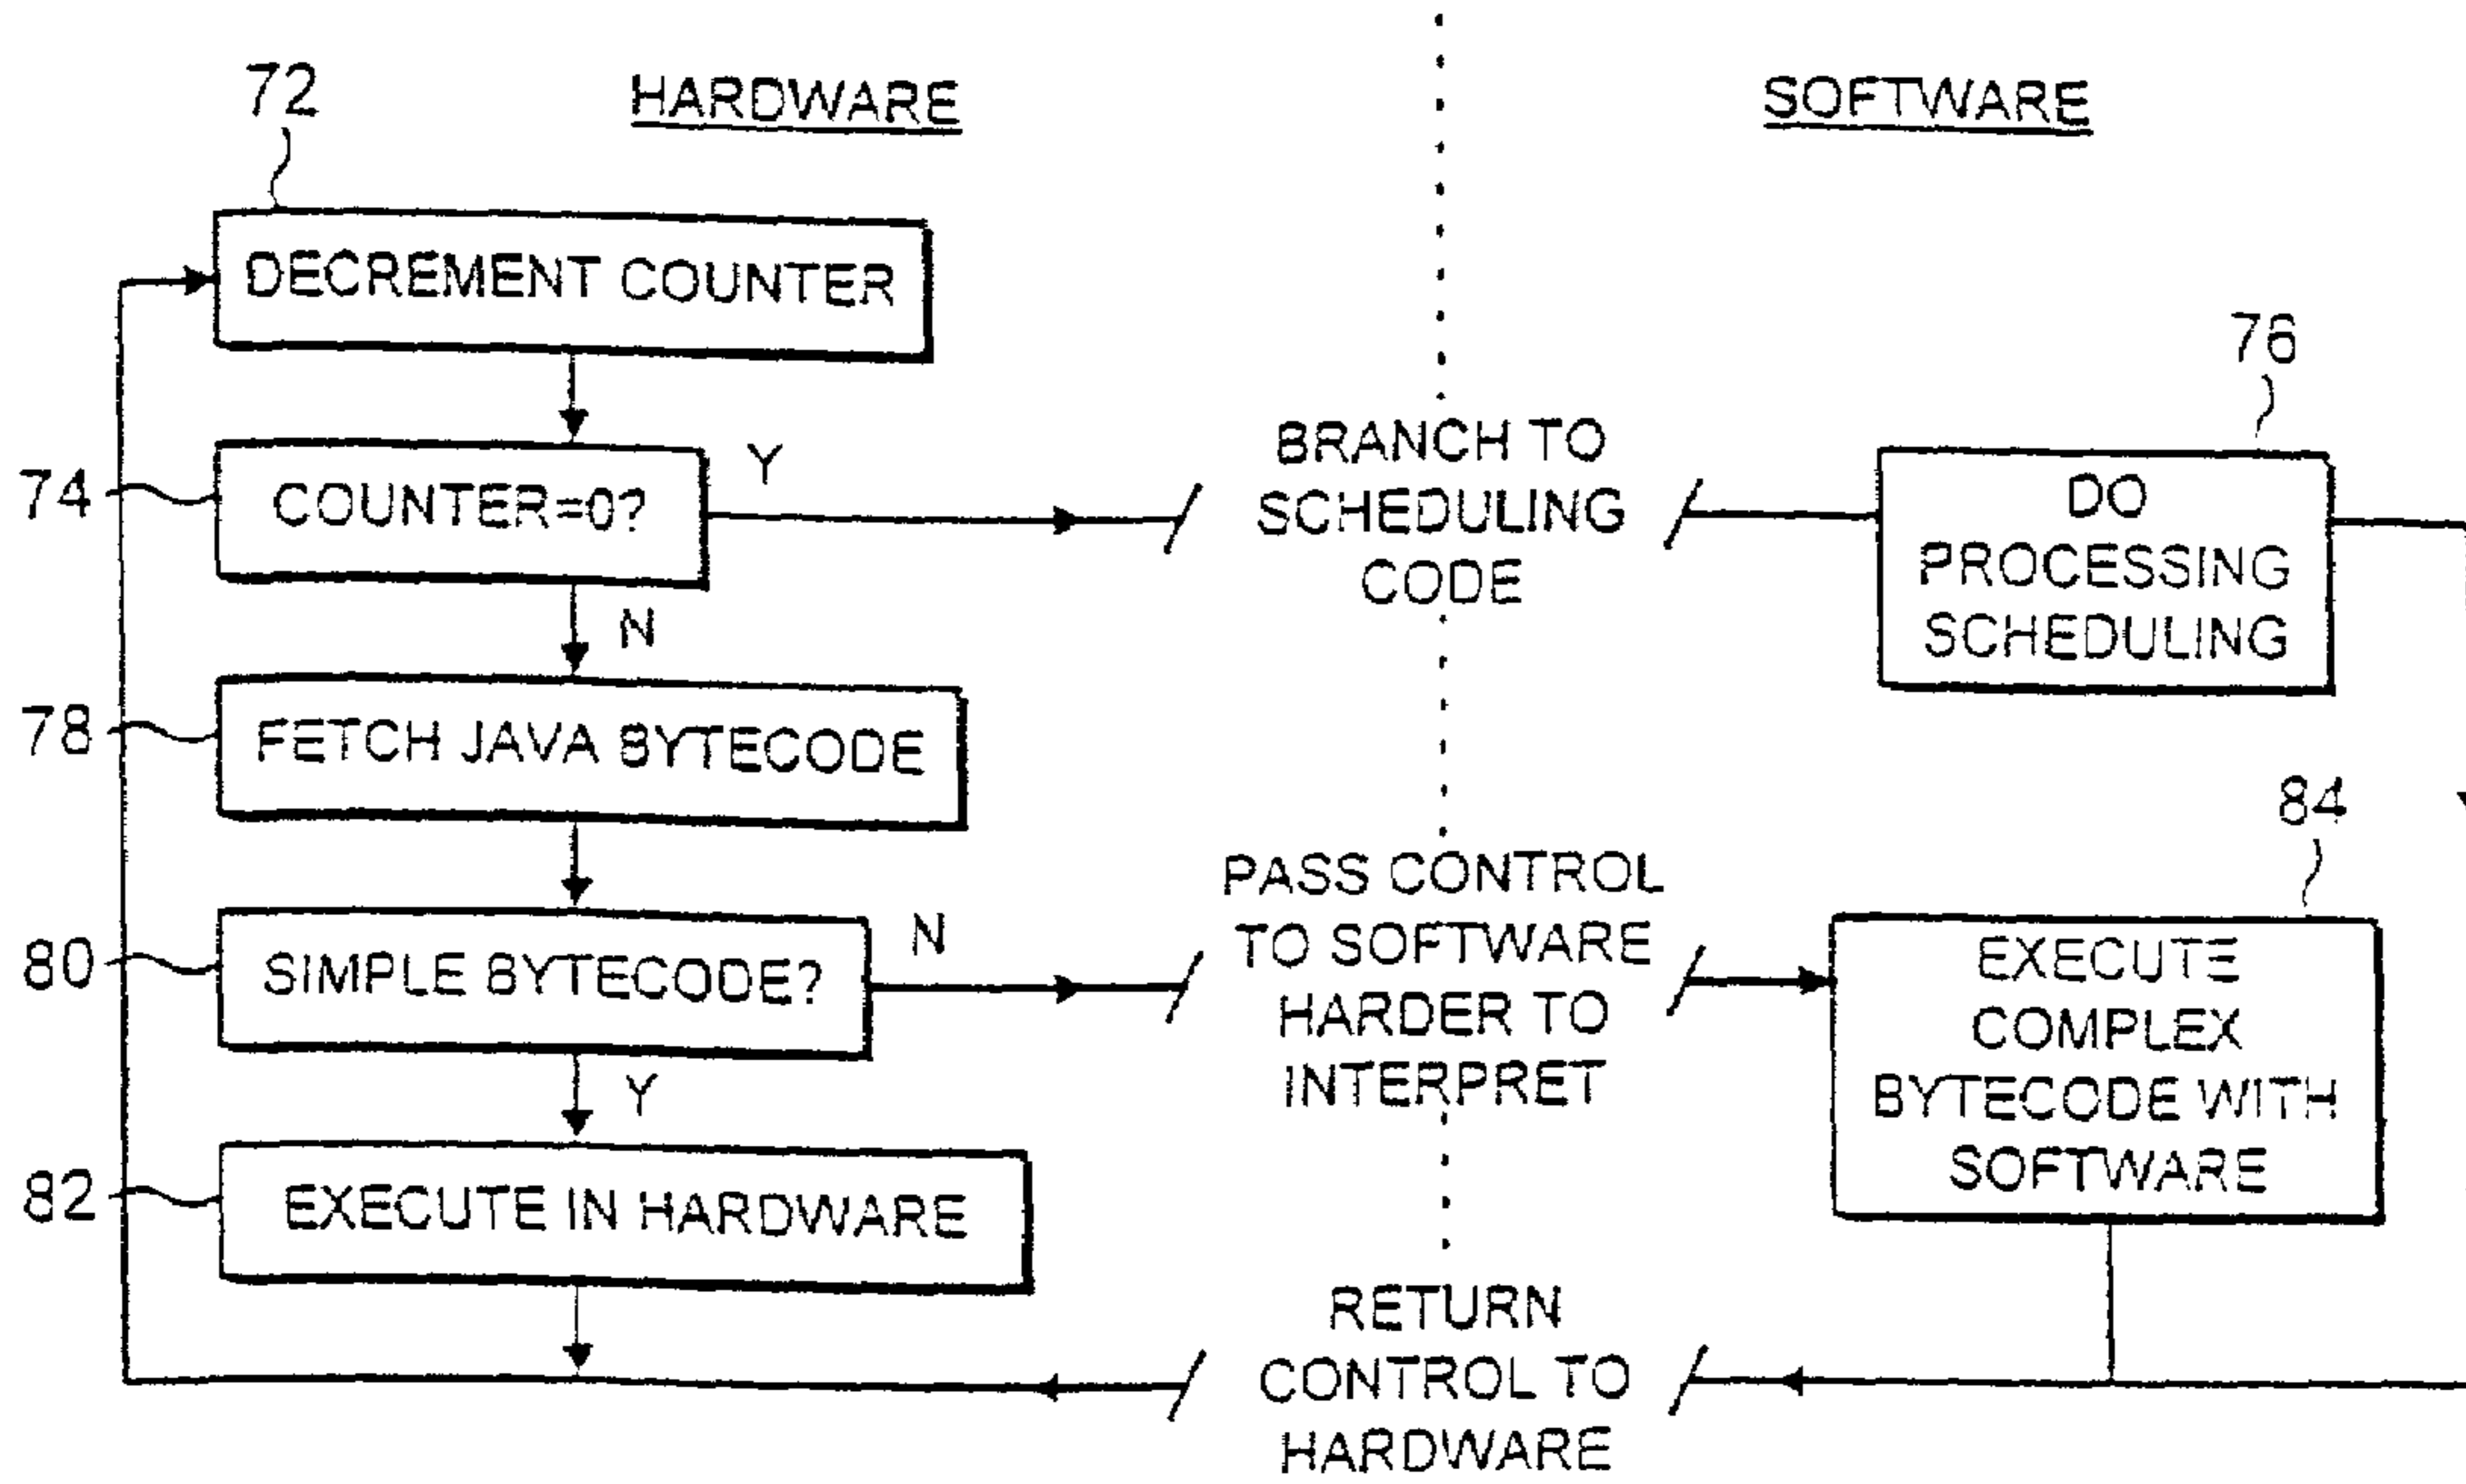 72
HARDWARE
SOFTWARE
DECREMENT COUNTER
76
74
COUNTER=0?
Y
BRANCH TO
SCHEDULING
CODE
DO
PROCESSING
SCHEDULING
N
78
FETCH JAVA BYTECODE
84
80
SIMPLE BYTECODE?
N
PASS CONTROL
TO SOFTWARE
HARDER TO
INTERPRET
EXECUTE
COMPLEX
BYTECODE WITH
SOFTWARE
Y
82
EXECUTE IN HARDWARE
RETURN
CONTROL TO
HARDWARE